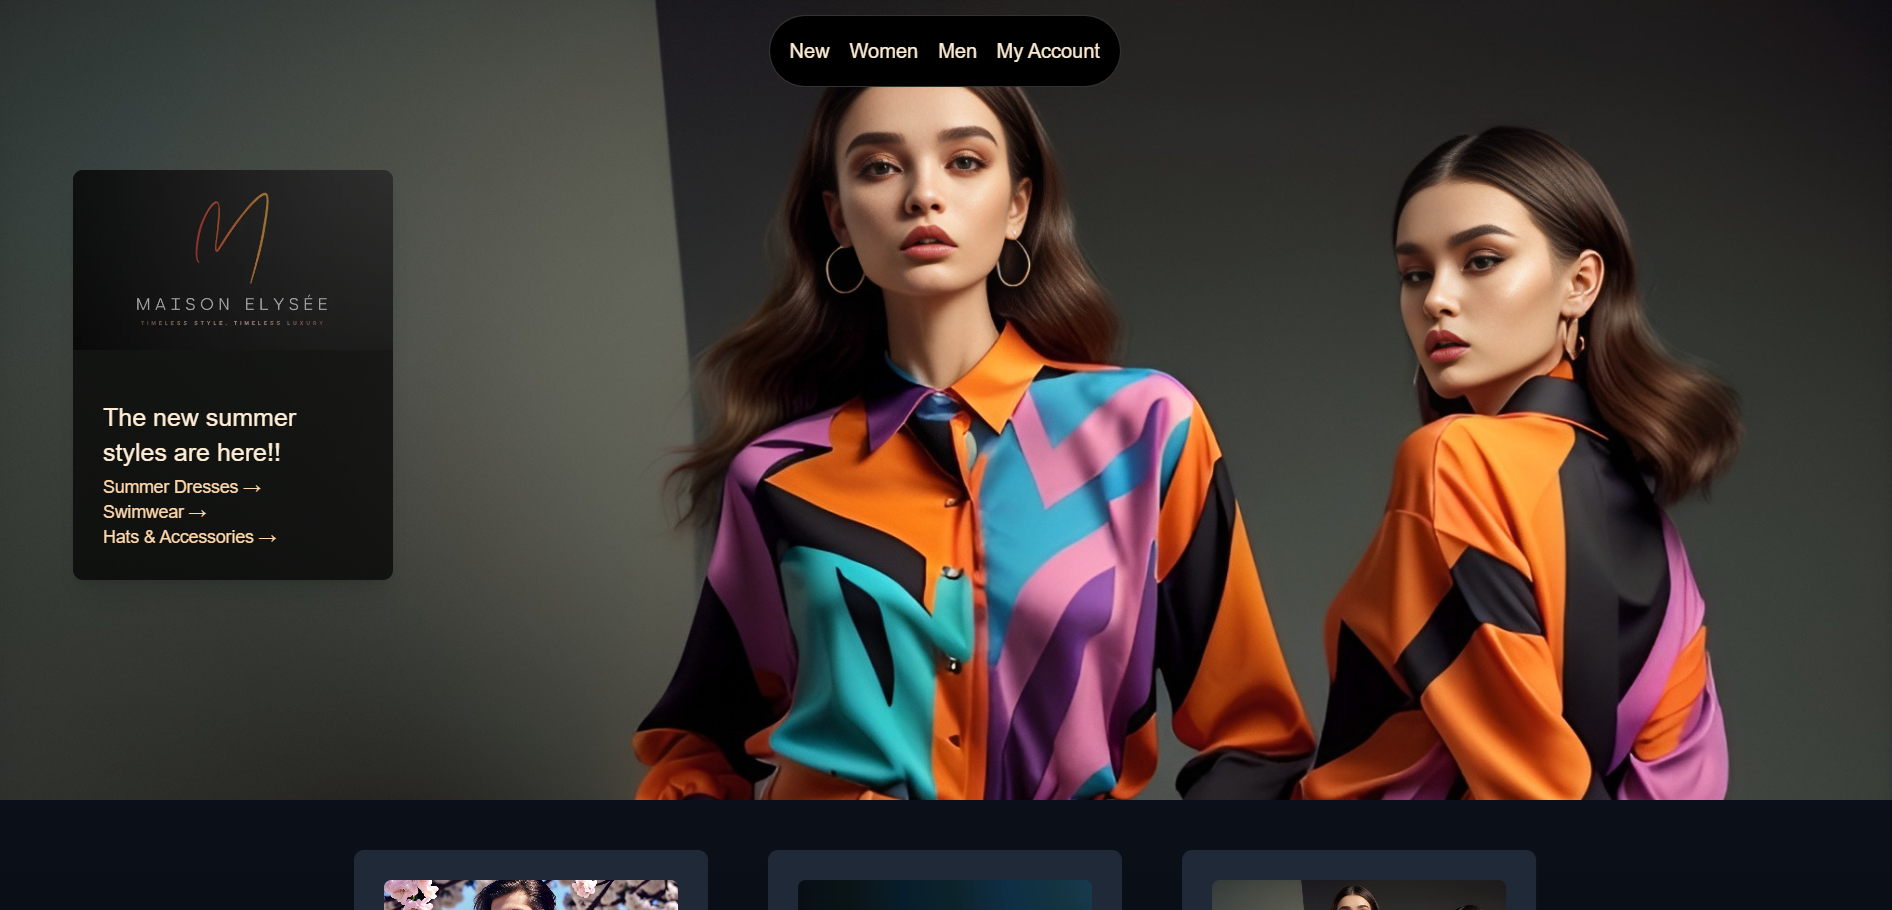 New Women Men My Account
MAISON ELYSÉE
TIMELESS STYLE, TIMELESS LUXURY
The new summer
styles are here!!
Summer Dresses →
Swimwear →
Hats & Accessories →